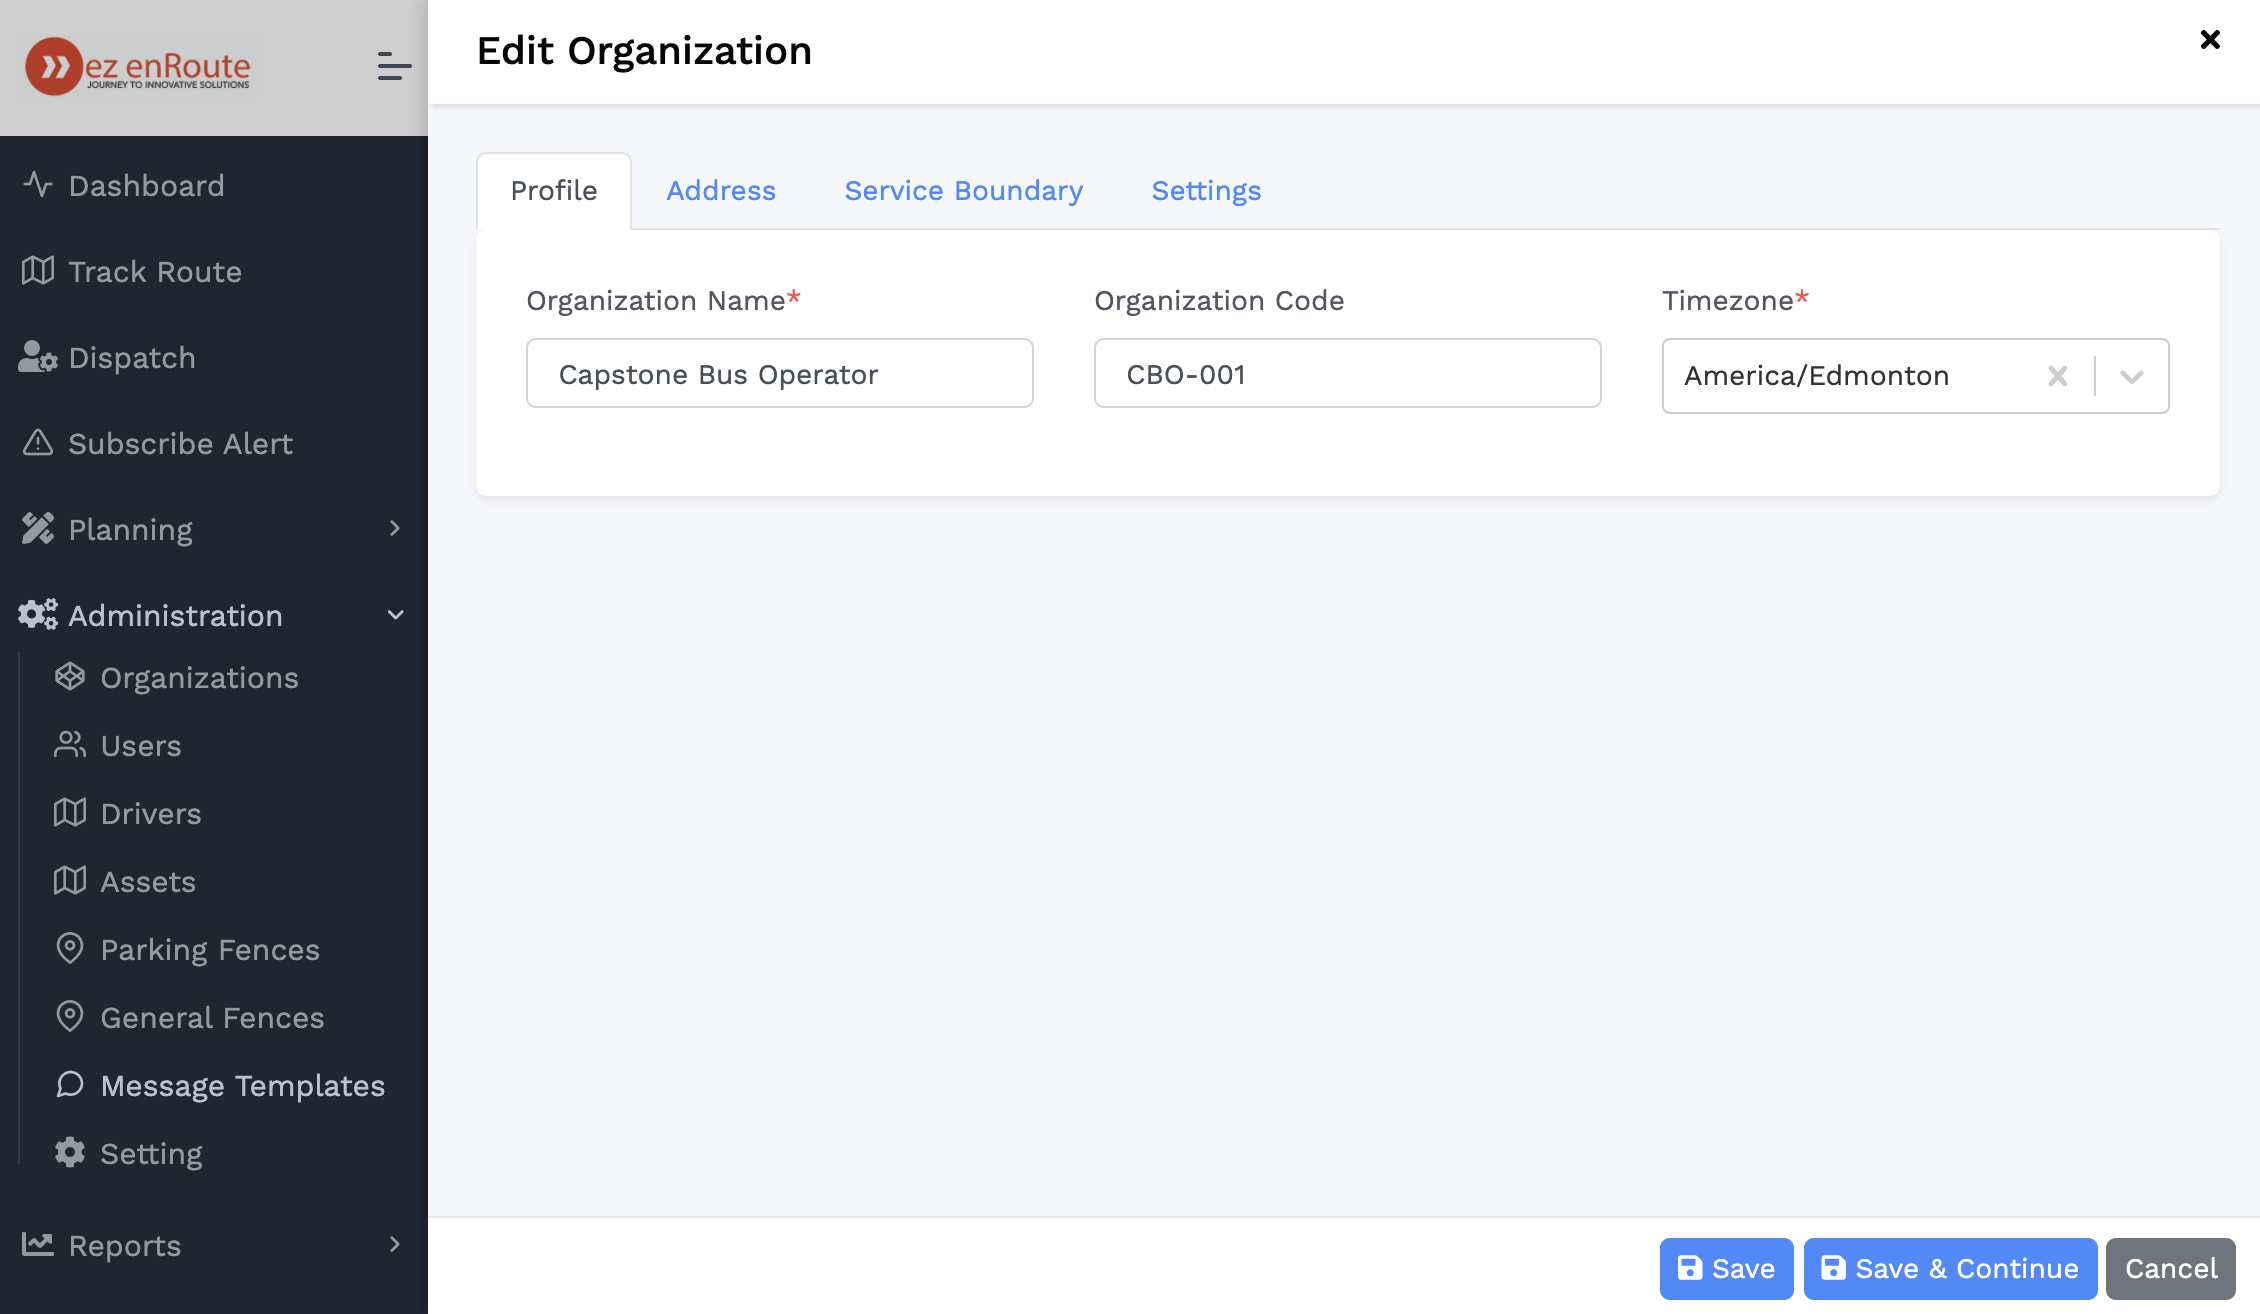 ez enRoute
JOURNEY TO INNOVATIVE SOLUTIONS
Dashboard
Track Route
Dispatch
Subscribe Alert
Planning
Administration
Organizations
Users
Drivers
Assets
Parking Fences
General Fences
Message Templates
Setting
Reports
Edit Organization
Profile Address Service Boundary Settings
Organization Name* Organization Code Timezone*
Capstone Bus Operator CBO-001 America/Edmonton
Save Save & Continue Cancel